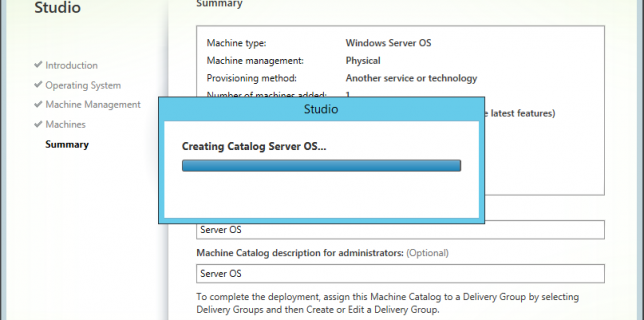 Studio
Summary
Introduction
Operating System
Machine Management
Machines
Summary
Machine type: Windows Server OS
Machine management: Physical
Provisioning method: Another service or technology
Number of machines added: 1
latest features)
Studio
Creating Catalog Server OS...
Server OS
Machine Catalog description for administrators: (Optional)
Server OS
To complete the deployment, assign this Machine Catalog to a Delivery Group by selecting
Delivery Groups and then Create or Edit a Delivery Group.